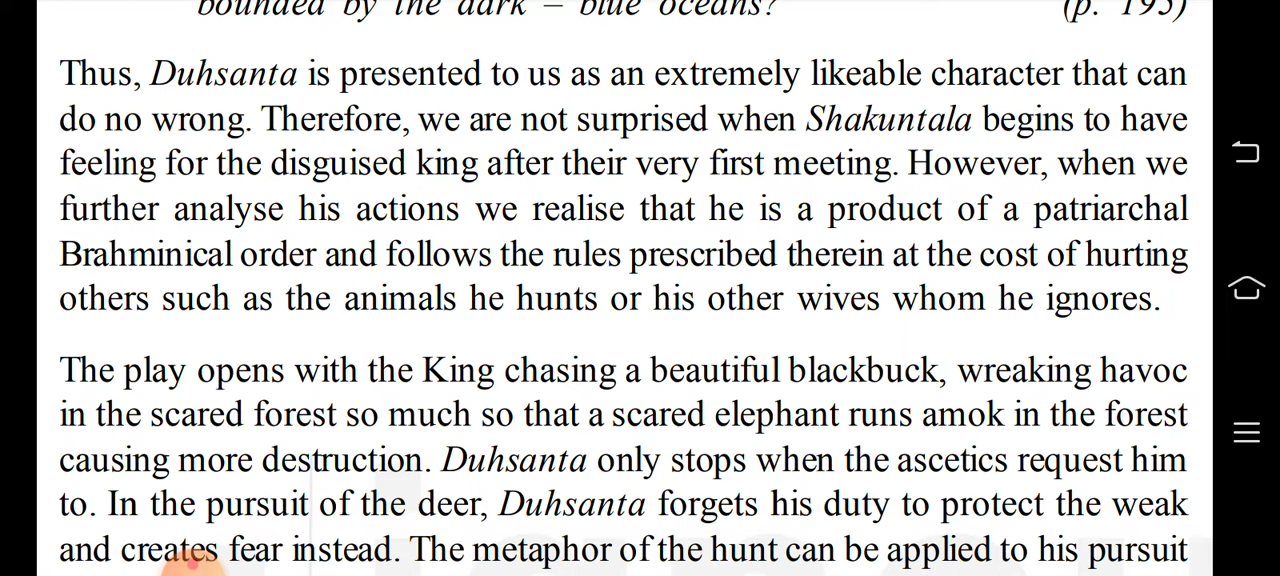 bounded by the dark – blue oceans? (p. 195)
Thus, Duhsanta is presented to us as an extremely likeable character that can
do no wrong. Therefore, we are not surprised when Shakuntala begins to have
feeling for the disguised king after their very first meeting. However, when we
further analyse his actions we realise that he is a product of a patriarchal
Brahminical order and follows the rules prescribed therein at the cost of hurting
others such as the animals he hunts or his other wives whom he ignores.
The play opens with the King chasing a beautiful blackbuck, wreaking havoc
in the scared forest so much so that a scared elephant runs amok in the forest
causing more destruction. Duhsanta only stops when the ascetics request him
to. In the pursuit of the deer, Duhsanta forgets his duty to protect the weak
and creates fear instead. The metaphor of the hunt can be applied to his pursuit